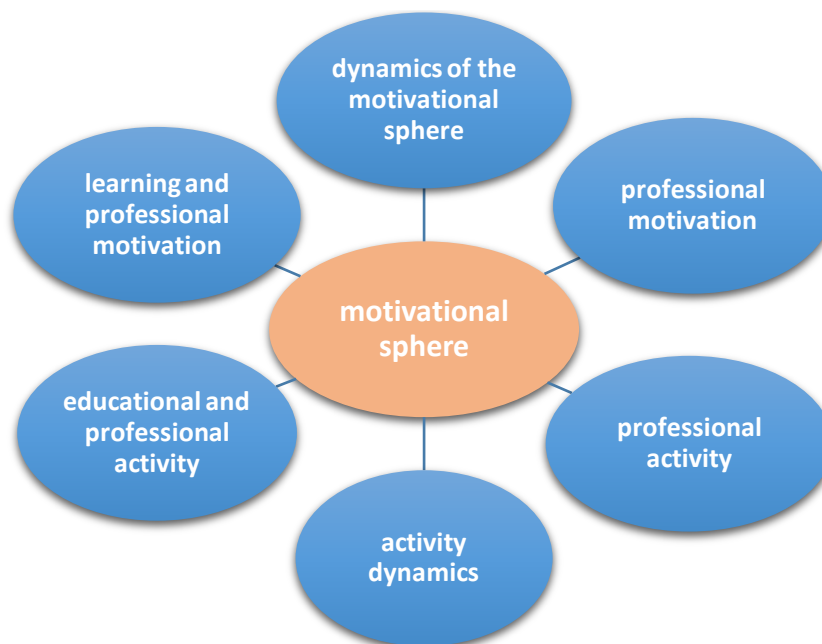 dynamics of the
motivational
sphere
learning and
professional
motivation
professional
motivation
motivational
sphere
educational and
professional
activity
professional
activity
activity
dynamics